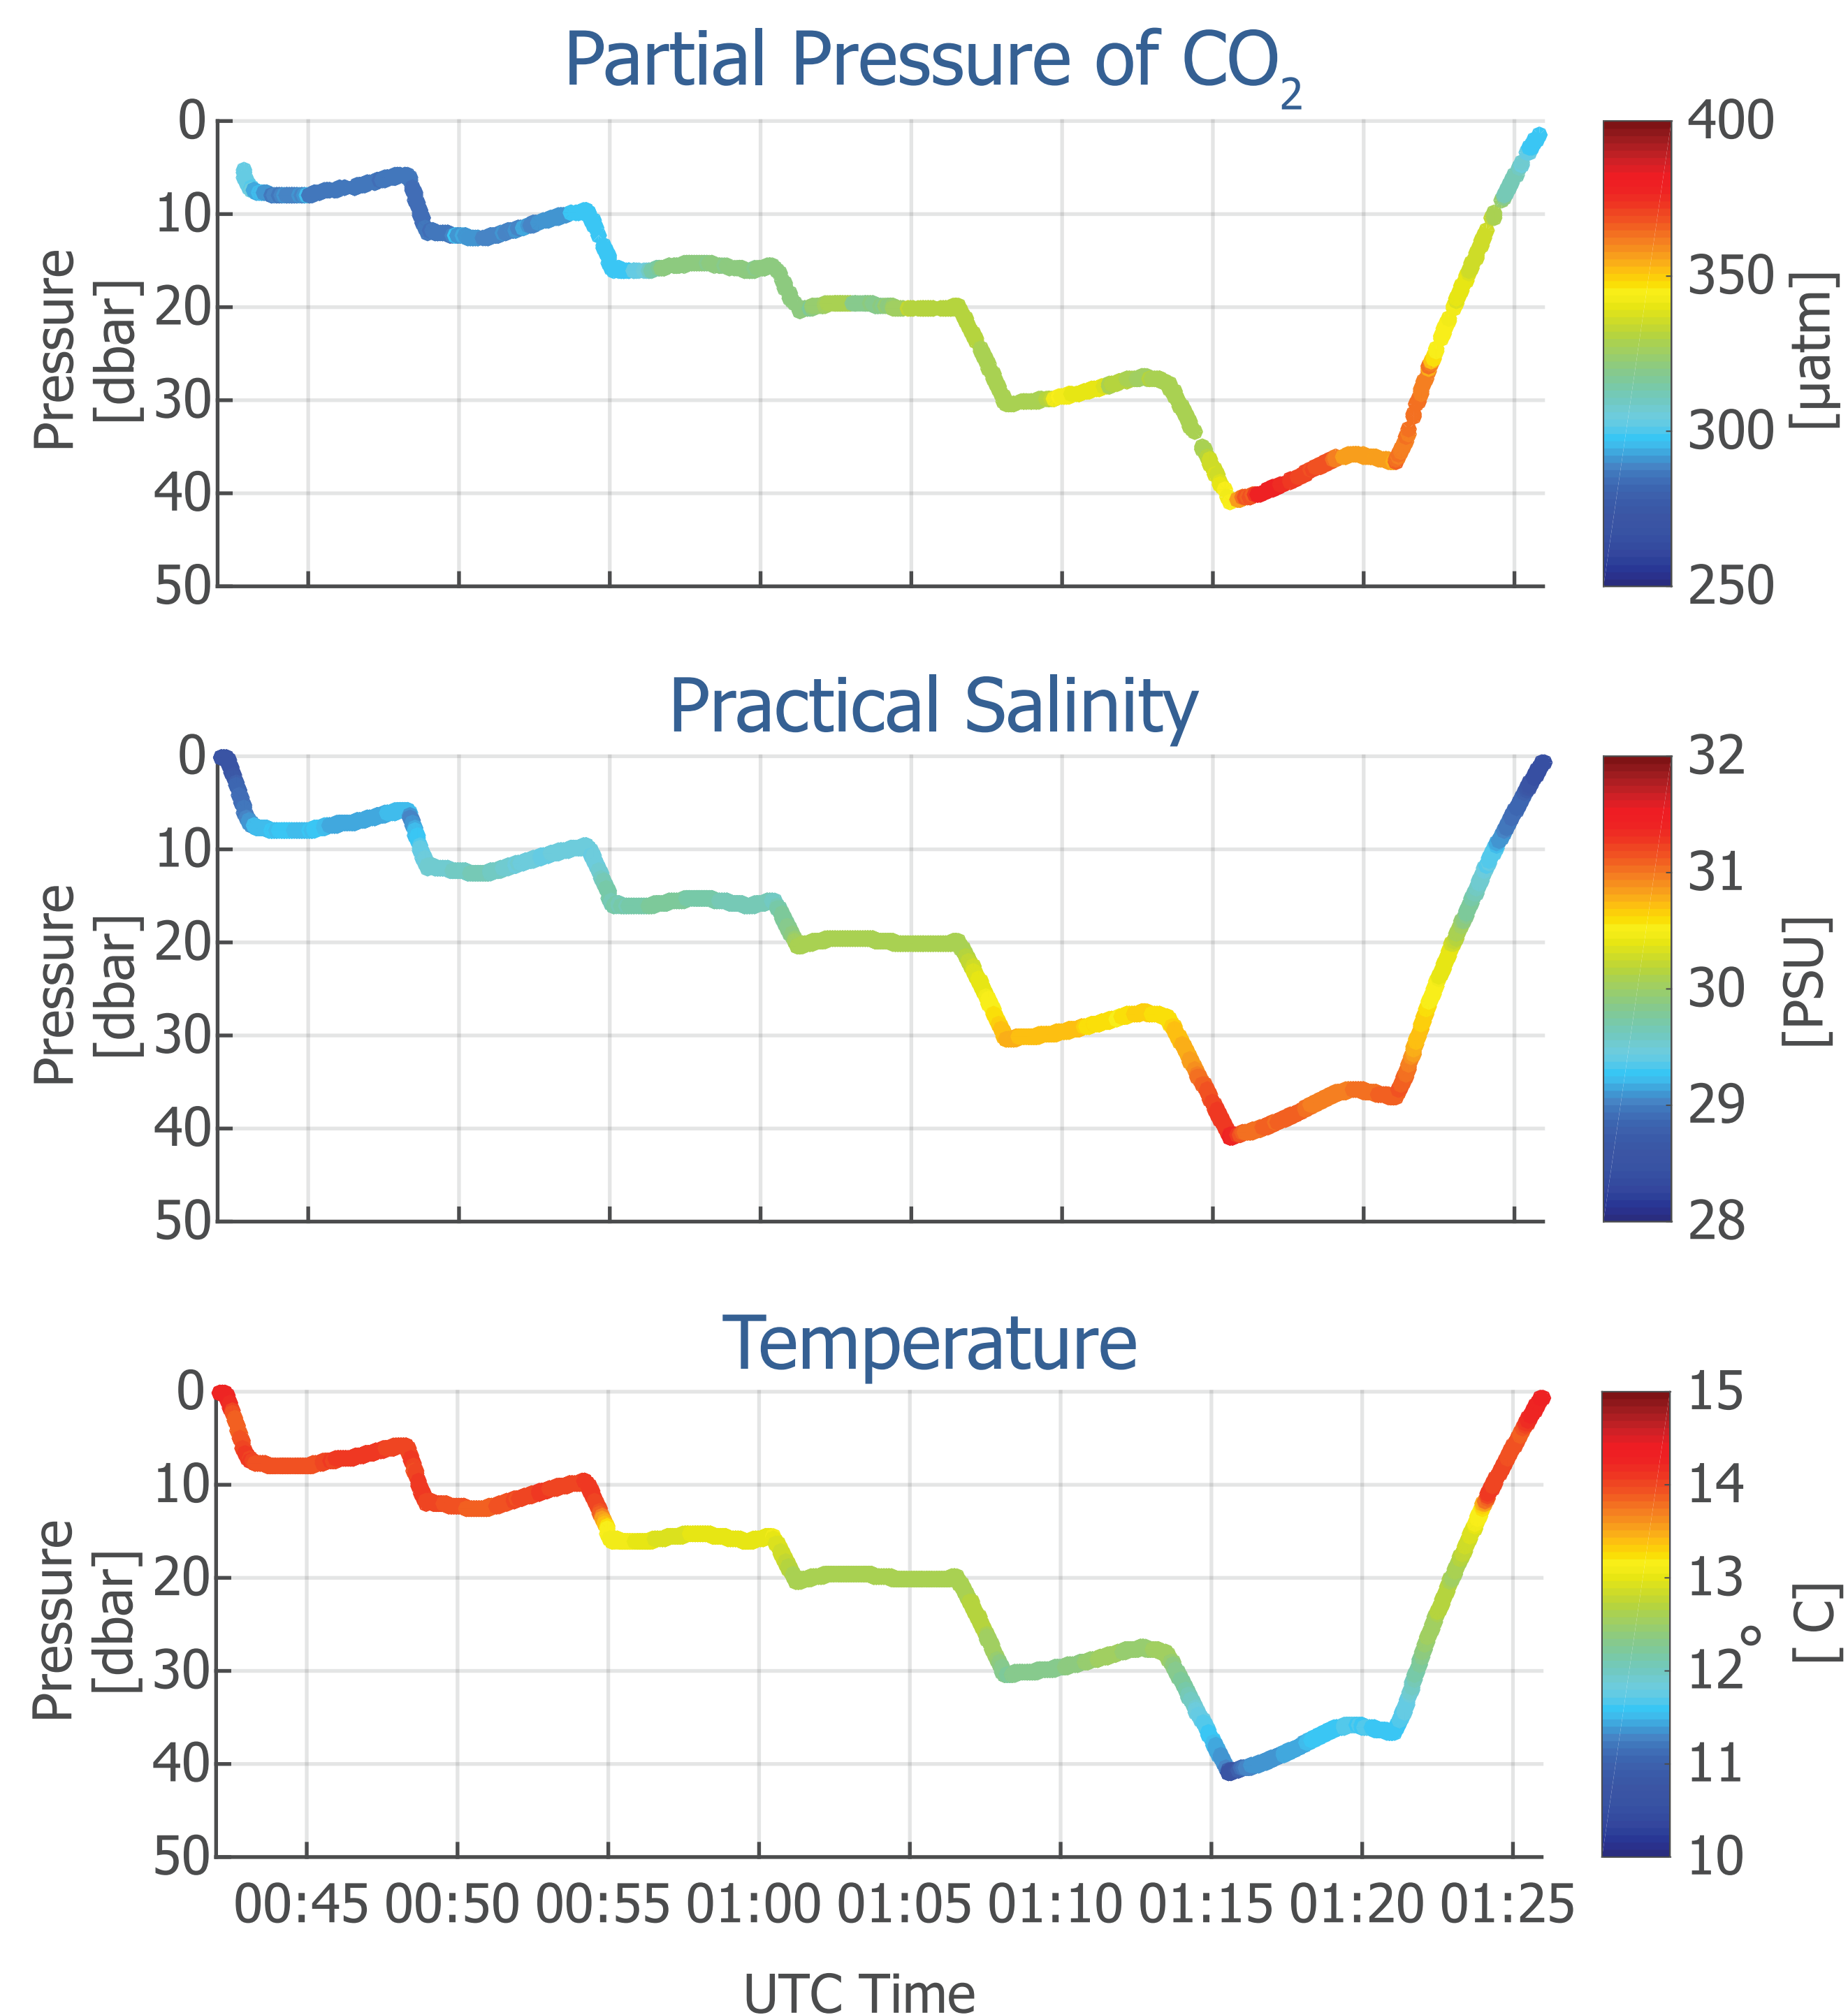 Partial Pressure of CO₂
0
10
20
30
40
50
Pressure
[dbar]
400
350
300
250
[µatm]
Practical Salinity
0
10
20
30
40
50
Pressure
[dbar]
32
31
30
29
28
[PSU]
Temperature
0
10
20
30
40
50
Pressure
[dbar]
15
14
13
12°
11
10
[ C]
00:45 00:50 00:55 01:00 01:05 01:10 01:15 01:20 01:25
UTC Time